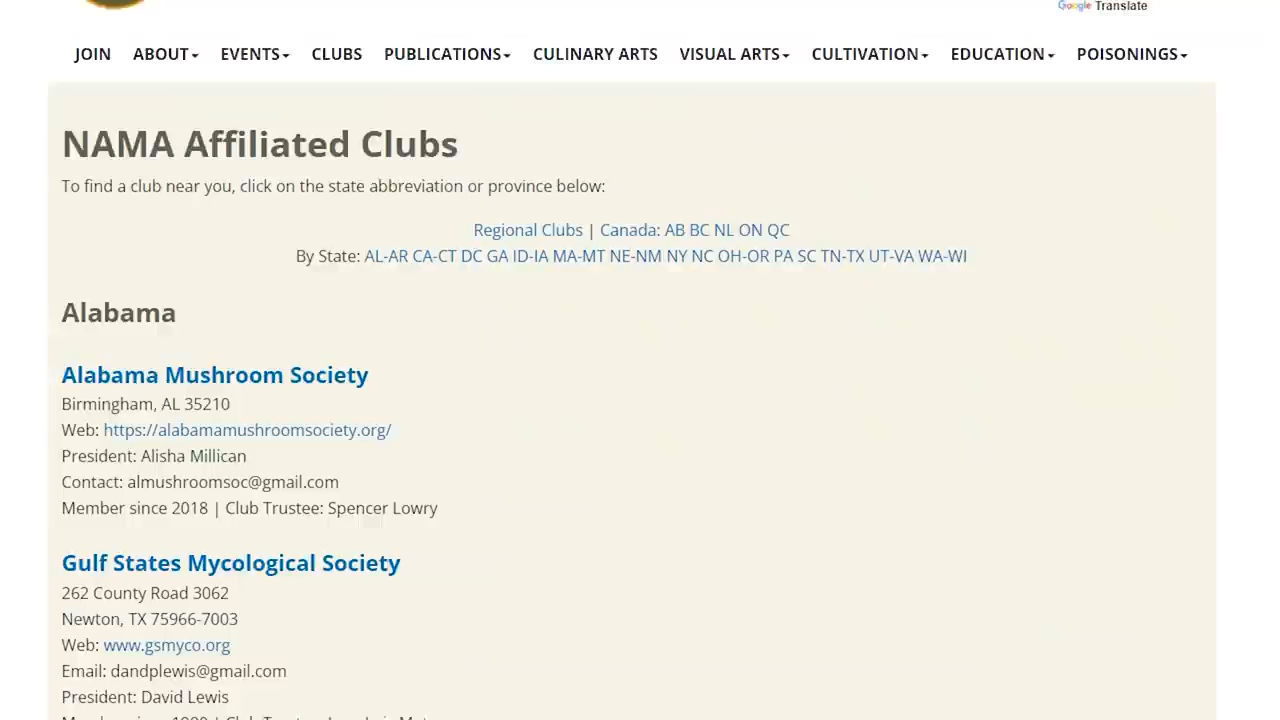 Google Translate
JOIN ABOUT EVENTS CLUBS PUBLICATIONS CULINARY ARTS VISUAL ARTS CULTIVATION EDUCATION POISONINGS
NAMA Affiliated Clubs
To find a club near you, click on the state abbreviation or province below:
Regional Clubs | Canada: AB BC NL ON QC
By State: AL-AR CA-CT DC GA ID-IA MA-MT NE-NM NY NC OH-OR PA SC TN-TX UT-VA WA-WI
Alabama
Alabama Mushroom Society
Birmingham, AL 35210
Web: https://alabamamushroomsociety.org/
President: Alisha Millican
Contact: almushroomsoc@gmail.com
Member since 2018 | Club Trustee: Spencer Lowry
Gulf States Mycological Society
262 County Road 3062
Newton, TX 75966-7003
Web: www.gsmyco.org
Email: dandplewis@gmail.com
President: David Lewis